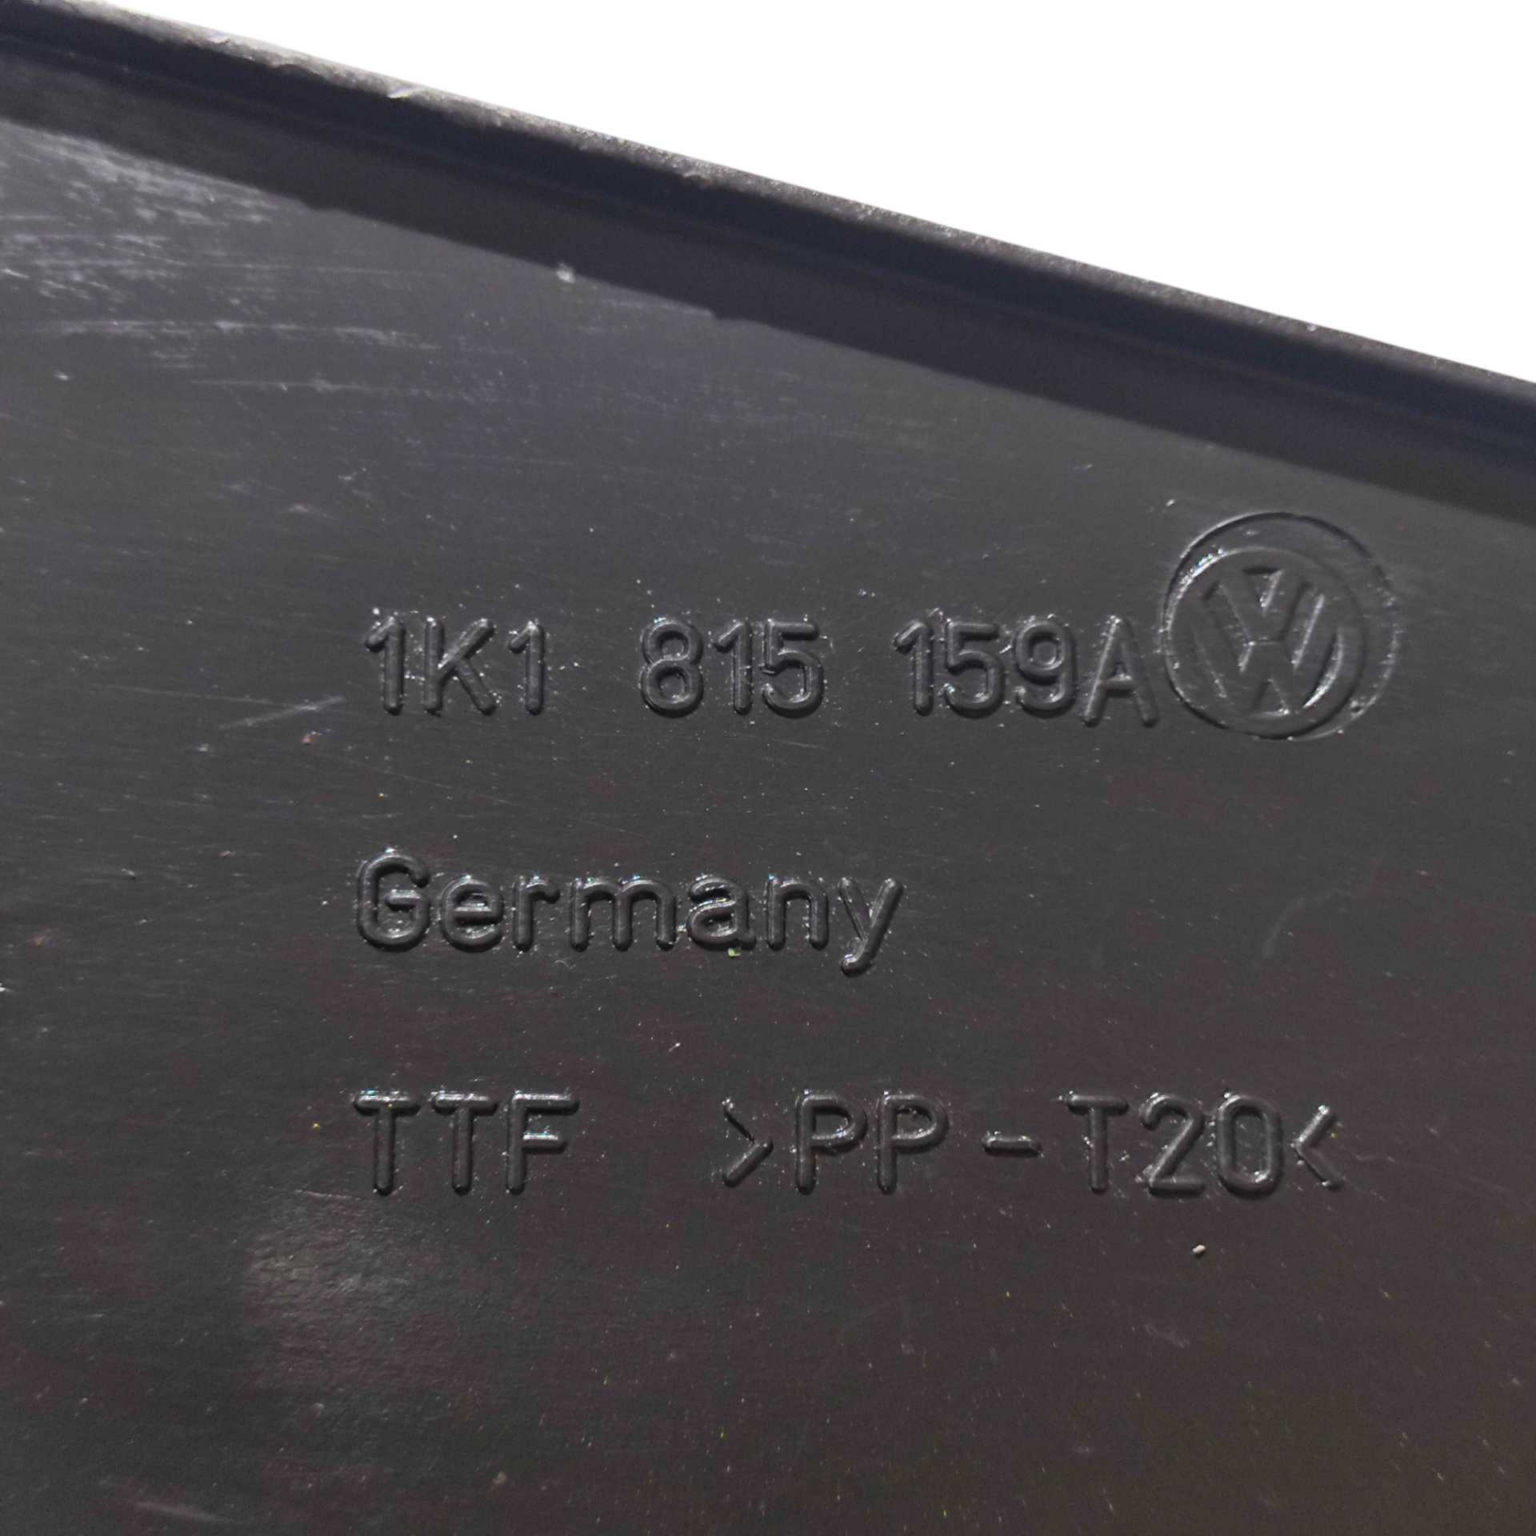 1K1 815 159A
Germany
TTF >PP-T20<